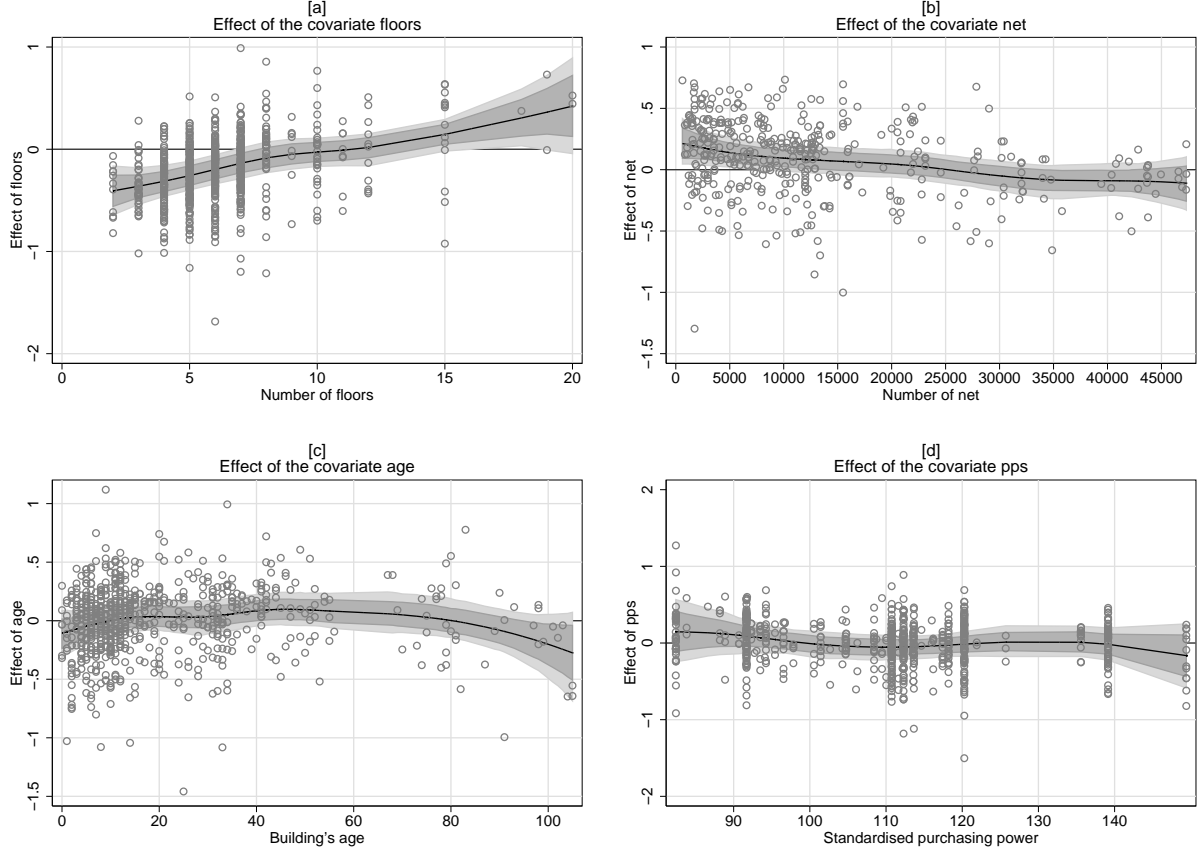 [a]
Effect of the covariate floors
Effect of floors
1
0
−1
−2
0 5 10 15 20
Number of floors
[b]
Effect of the covariate net
Effect of net
1
.5
0
−.5
−1
−1.5
0 5000 10000 15000 20000 25000 30000 35000 40000 45000
Number of net
[c]
Effect of the covariate age
Effect of age
1
.5
0
−.5
−1
−1.5
0 20 40 60 80 100
Building's age
[d]
Effect of the covariate pps
Effect of pps
2
1
0
−1
−2
90 100 110 120 130 140
Standardised purchasing power